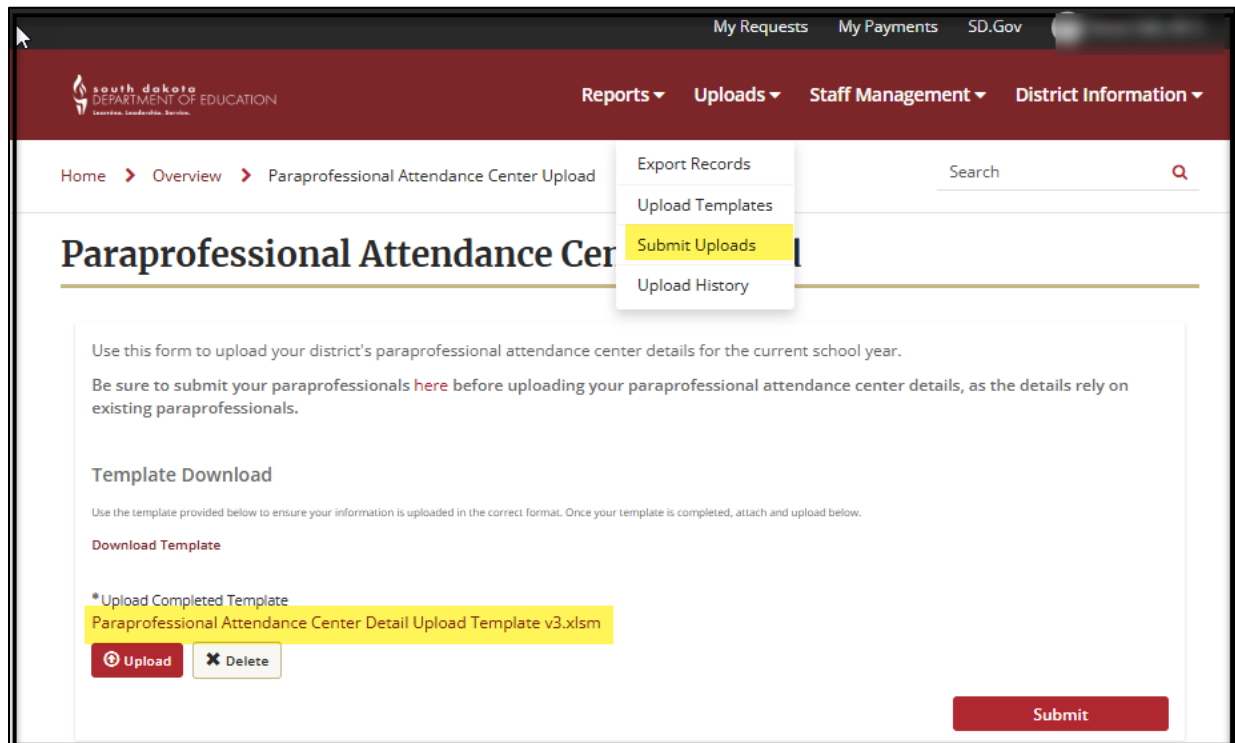 My Requests My Payments SD.Gov
south dakota
DEPARTMENT OF EDUCATION
Learning. Leadership. Service.
Reports Uploads Staff Management District Information
Home Overview Paraprofessional Attendance Center Upload
Search
Export Records
Upload Templates
Submit Uploads
Upload History
Paraprofessional Attendance Cen
Use this form to upload your district's paraprofessional attendance center details for the current school year.
Be sure to submit your paraprofessionals here before uploading your paraprofessional attendance center details, as the details rely on
existing paraprofessionals.
Template Download
Use the template provided below to ensure your information is uploaded in the correct format. Once your template is completed, attach and upload below.
Download Template
*Upload Completed Template
Paraprofessional Attendance Center Detail Upload Template v3.xlsm
Upload Delete
Submit